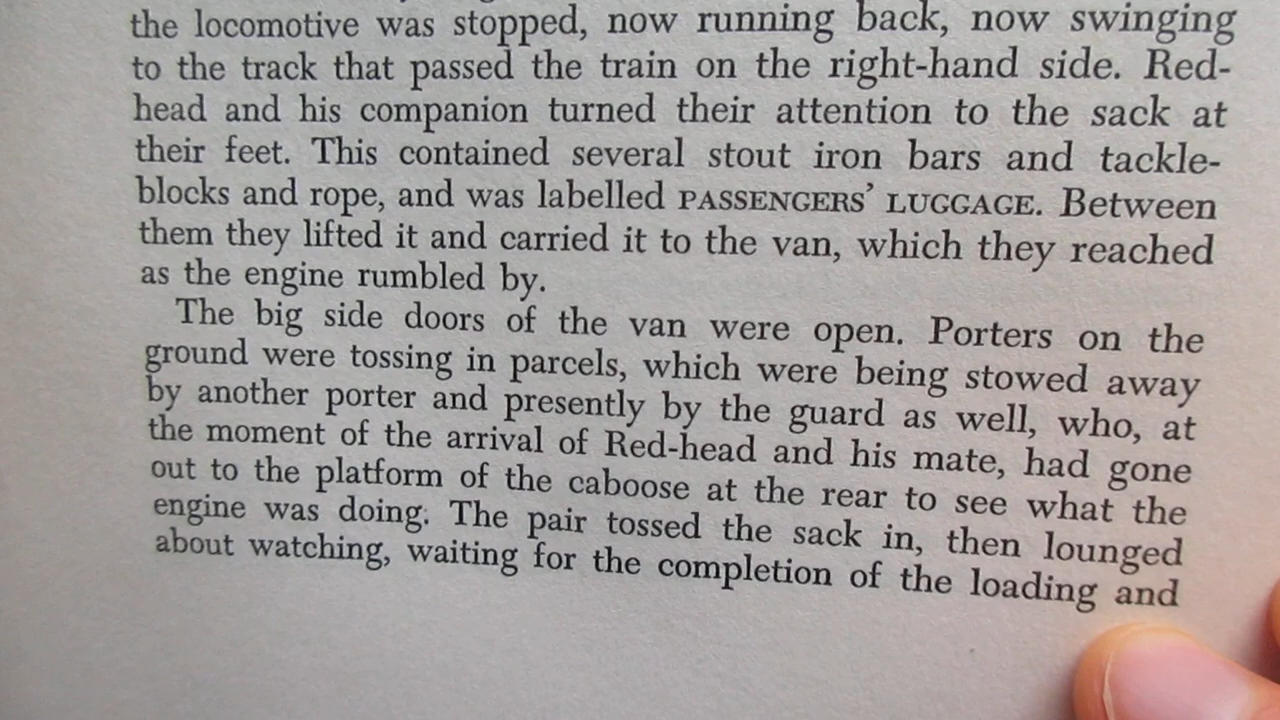 the locomotive was stopped, now running back, now swinging
to the track that passed the train on the right-hand side. Red-
head and his companion turned their attention to the sack at
their feet. This contained several stout iron bars and tackle-
blocks and rope, and was labelled PASSENGERS' LUGGAGE. Between
them they lifted it and carried it to the van, which they reached
as the engine rumbled by.
The big side doors of the van were open. Porters on the
ground were tossing in parcels, which were being stowed away
by another porter and presently by the guard as well, who, at
the moment of the arrival of Red-head and his mate, had gone
out to the platform of the caboose at the rear to see what the
engine was doing. The pair tossed the sack in, then lounged
about watching, waiting for the completion of the loading and